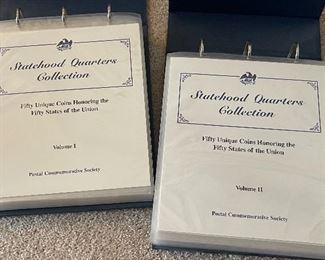 Statehood Quarters
Collection
Fifty Unique Coins Honoring the
Fifty States of the Union
Volume I
Postal Commemorative Society
Statehood Quarters
Collection
Fifty Unique Coins Honoring the
Fifty States of the Union
Volume II
Postal Commemorative Society